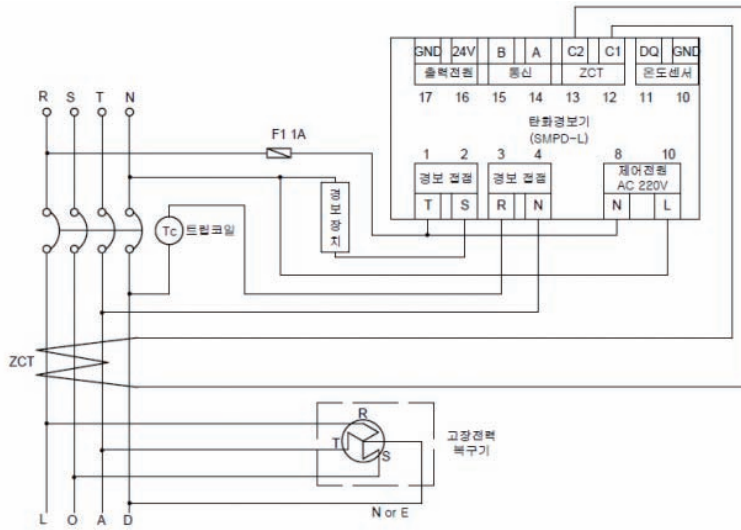 GND 24V B A C2 C1 DQ GND
출력전원 통신 ZCT 온도센서
17 16 15 14 13 12 11 10
탄화경보기
(SMPD-L)
1 2 3 4 8 10
경보 접점 경보 접점 제어전원
AC 220V
T S R N N L
R S T N
F1 1A
경보장치
Tc 트립코일
ZCT
R
T
S
고장전력
복구기
N or E
L O A D